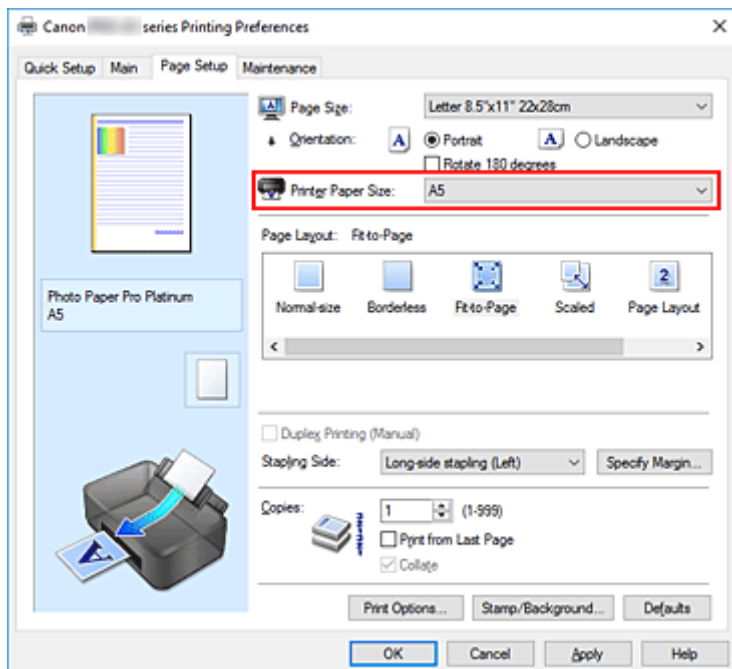 Canon series Printing Preferences
Quick Setup Main Page Setup Maintenance
Page Size: Letter 8.5"x11" 22x28cm
Orientation: A Portrait A Landscape
Rotate 180 degrees
Printer Paper Size: A5
Page Layout: Fit-to-Page
Normal-size Borderless Fit-to-Page Scaled Page Layout
Photo Paper Pro Platinum
A5
Duplex Printing (Manual)
Stapling Side: Long-side stapling (Left) Specify Margin...
Copies: 1 (1-999)
Print from Last Page
Collate
Print Options... Stamp/Background... Defaults
OK Cancel Apply Help